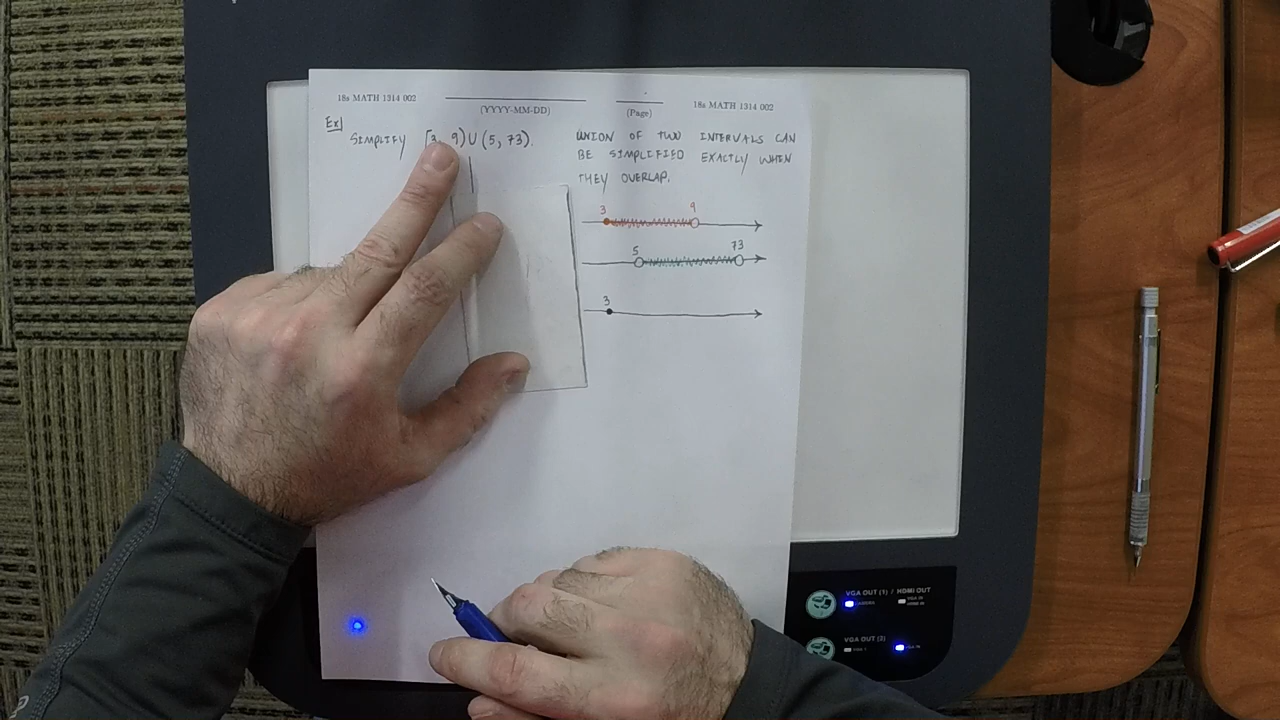 18s MATH 1314 002
(YYYY-MM-DD)
(Page)
18s MATH 1314 002
Ex)
SIMPLIFY [3, 9) U (5, 73).
UNION OF TWO INTERVALS CAN
BE SIMPLIFIED EXACTLY WHEN
THEY OVERLAP.
3 9
5 73
3
VGA OUT (1) / HDMI OUT
VGA OUT (2)